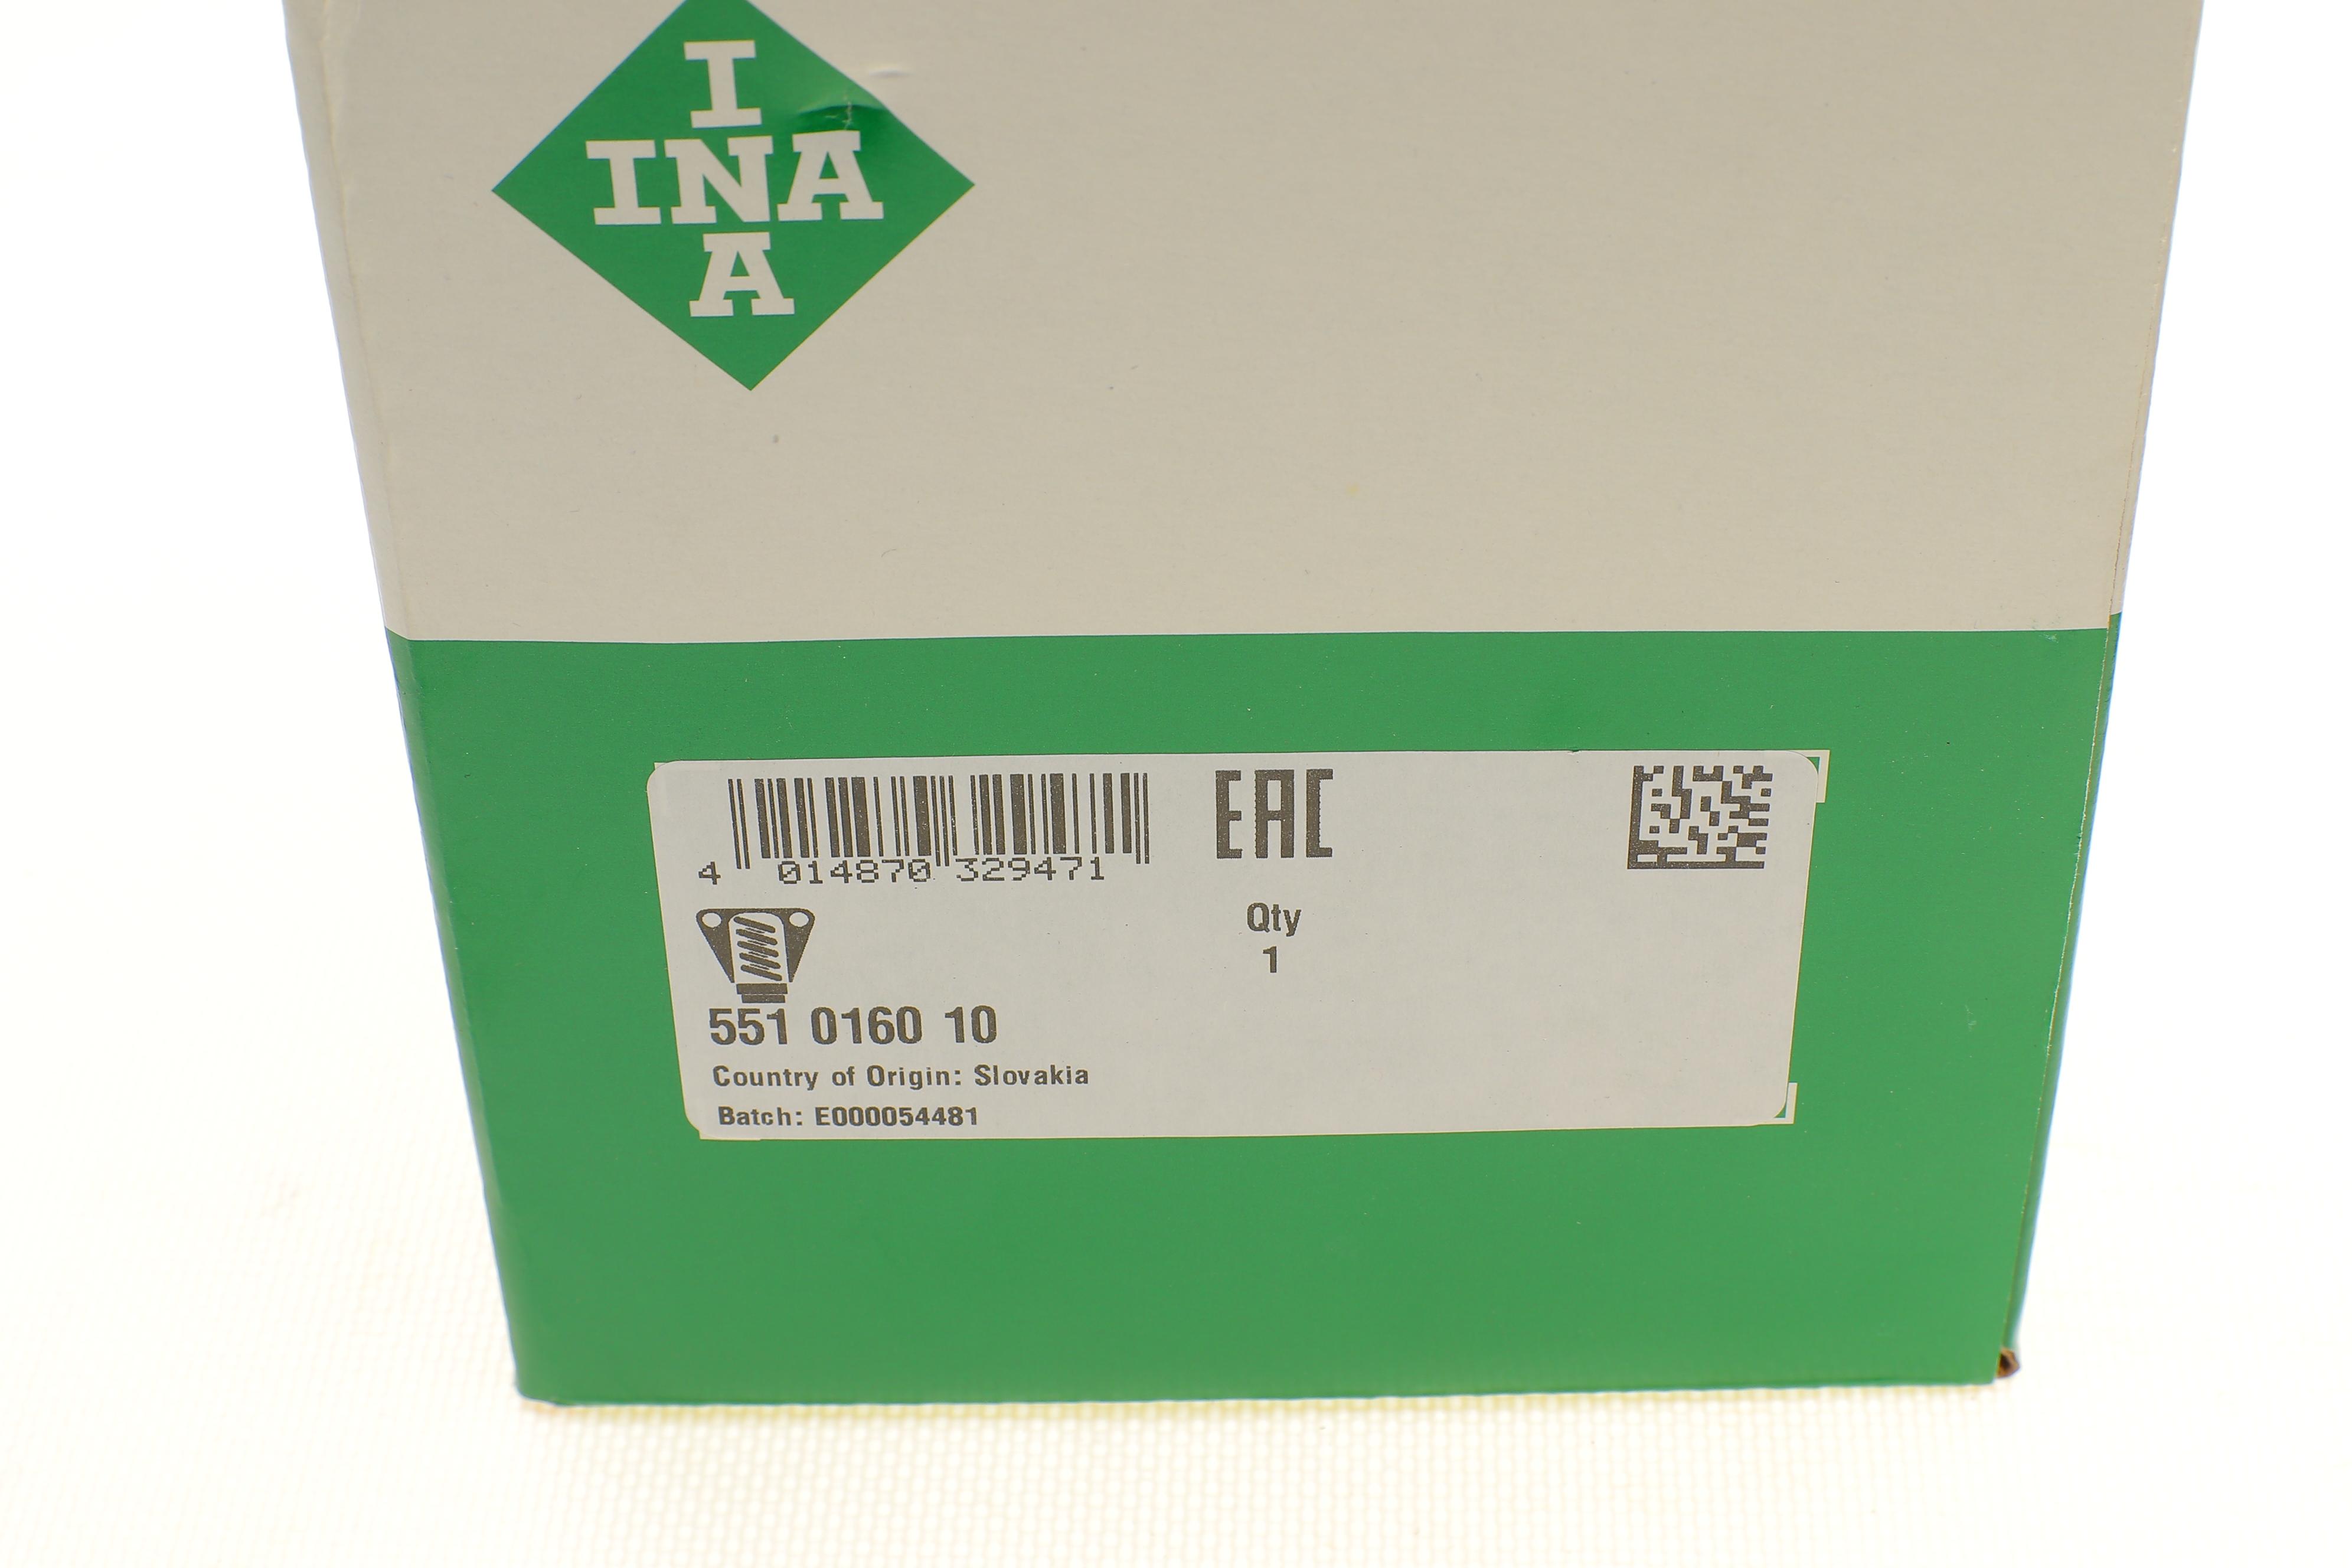 I
INA
A
4 014870 329471
EAC
Qty
1
551 0160 10
Country of Origin: Slovakia
Batch: E000054481